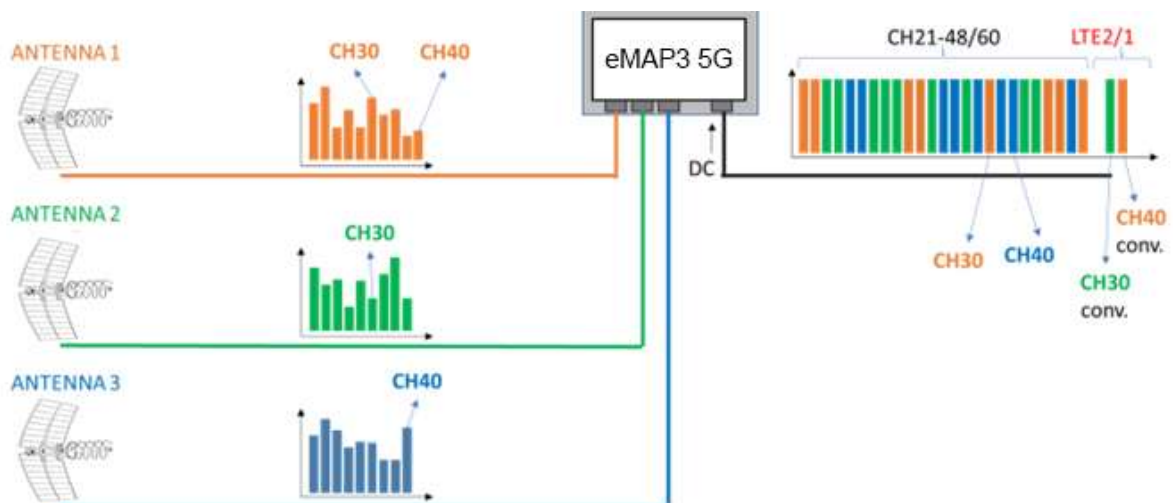 ANTENNA 1
CH30
CH40
eMAP3 5G
DC
CH21-48/60
LTE2/1
CH30
CH40
CH40
conv.
CH30
conv.
ANTENNA 2
CH30
ANTENNA 3
CH40